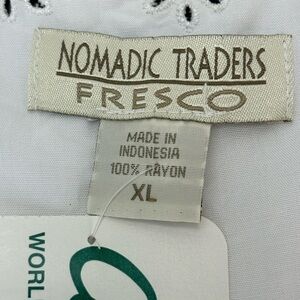 NOMADIC TRADERS
FRESCO
MADE IN
INDONESIA
100% RAYON
XL
WORL